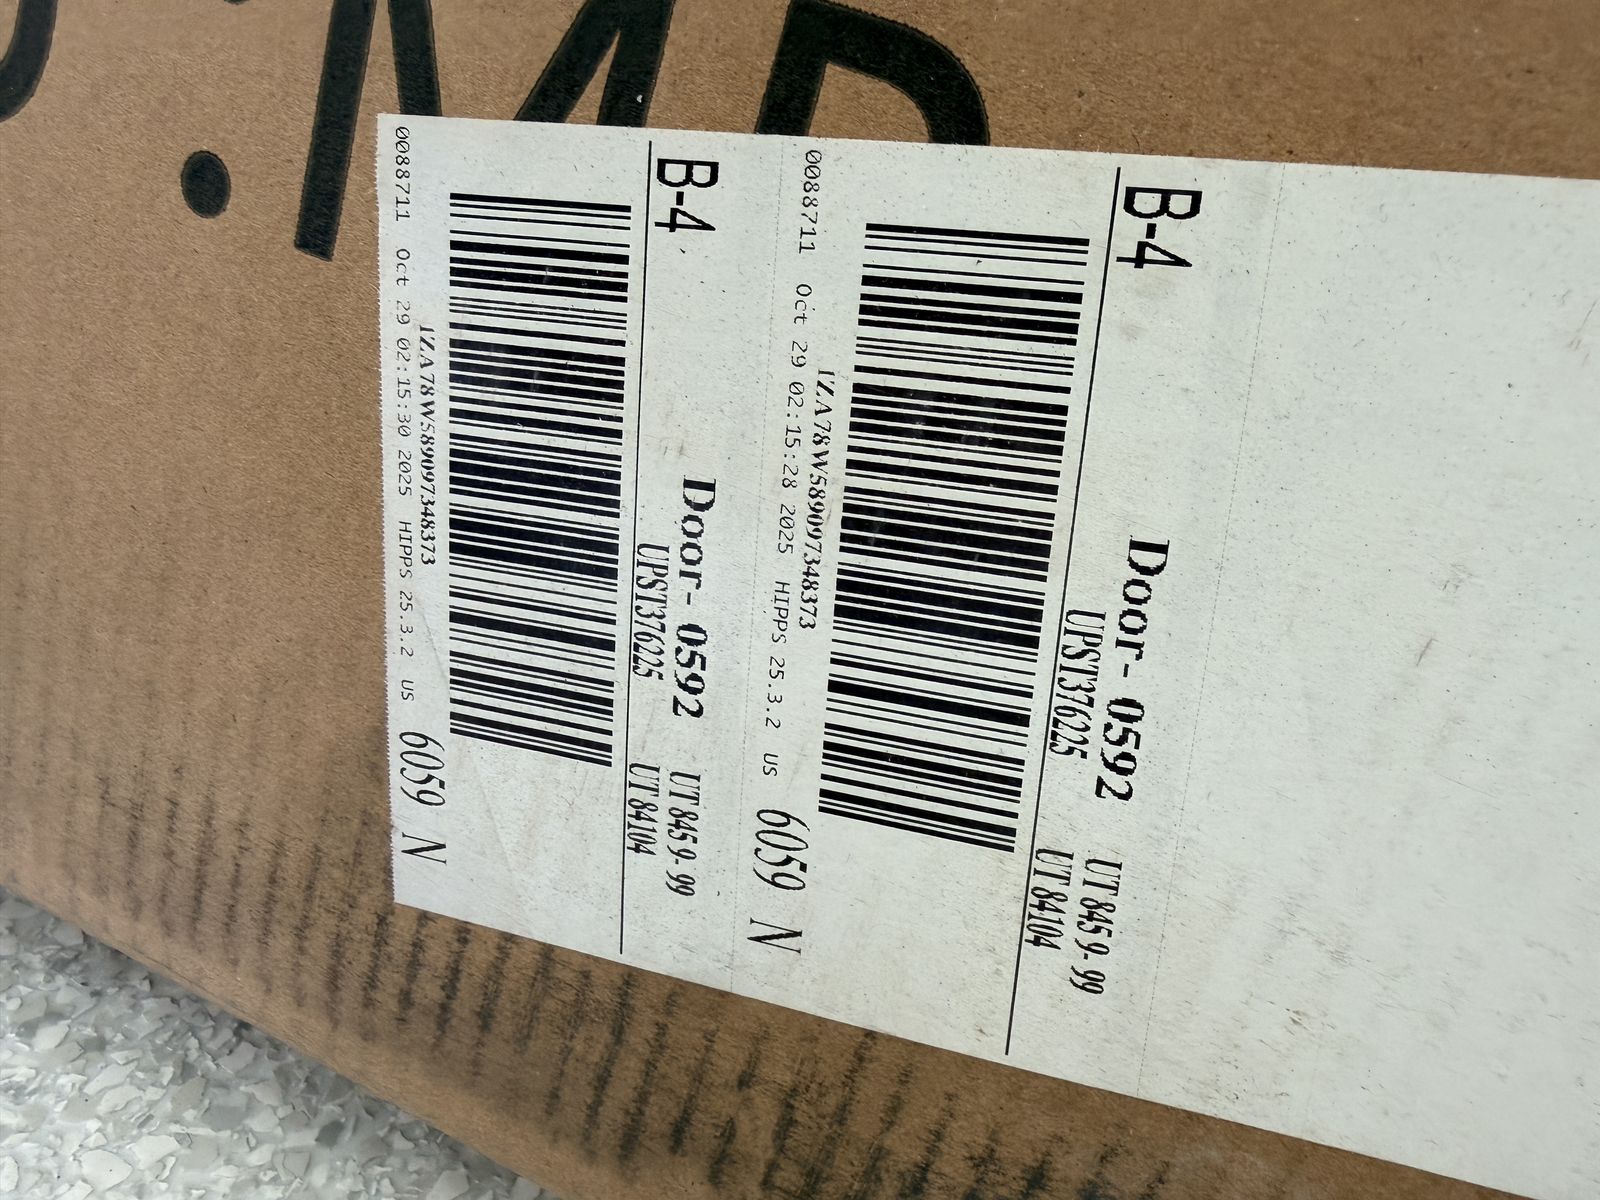 B-4
Door- 0592
UT 845 9-99
UPST376225
UT 84104
1ZA78W589097348373
0088711 Oct 29 02:15:28 2025 HIPPS 25.3.2 US 6059 N
B-4
Door- 0592
UT 845 9-99
UPST376225
UT 84104
1ZA78W589097348373
0088711 Oct 29 02:15:30 2025 HIPPS 25.3.2 US 6059 N